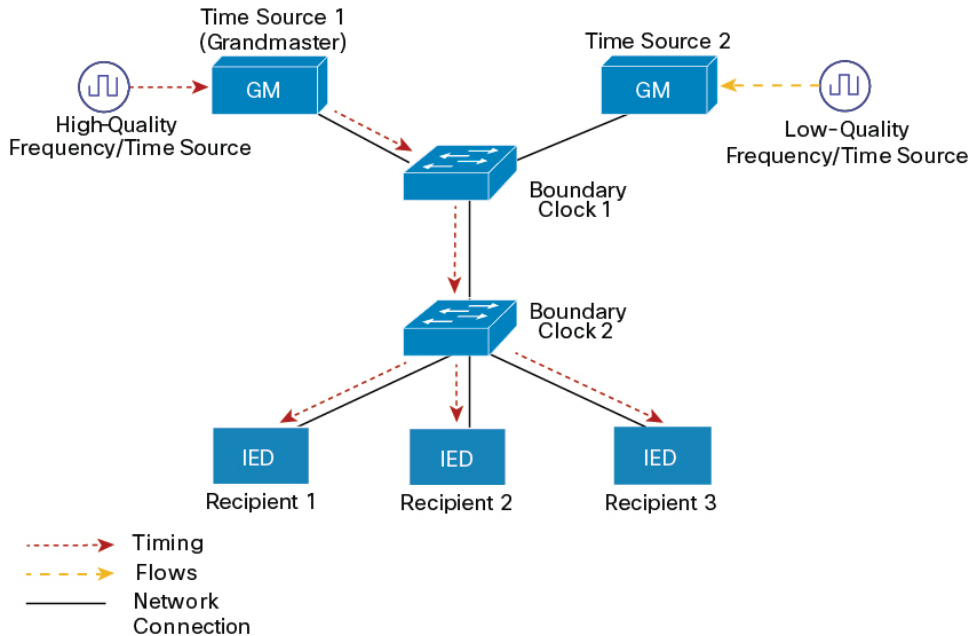 Time Source 1
(Grandmaster)
Time Source 2
GM
GM
High-Quality
Frequency/Time Source
Low-Quality
Frequency/Time Source
Boundary
Clock 1
Boundary
Clock 2
IED
IED
IED
Recipient 1
Recipient 2
Recipient 3
Timing
Flows
Network
Connection